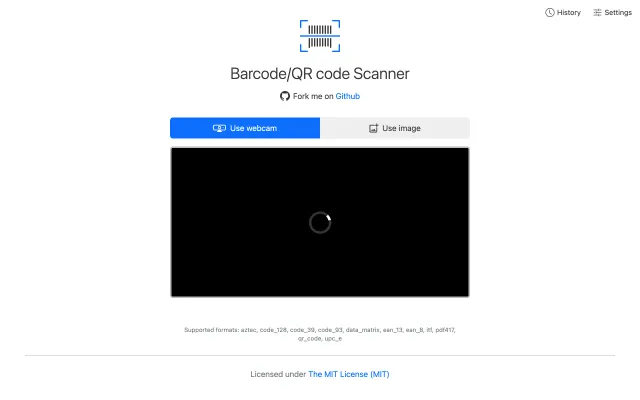 History Settings
Barcode/QR code Scanner
Fork me on Github
Use webcam Use image
Supported formats: aztec, code_128, code_39, code_93, data_matrix, ean_13, ean_8, itf, pdf417,
qr_code, upc_e
Licensed under The MIT License (MIT)